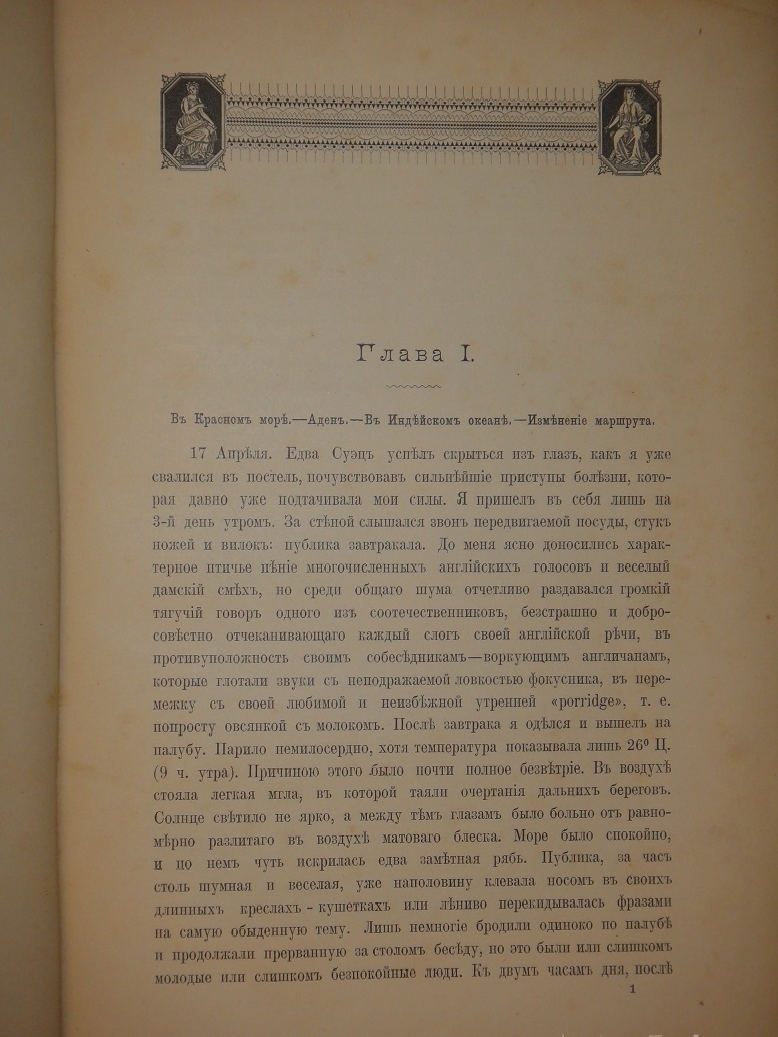 Глава I.
Въ Красномъ морѣ.—Аденъ.—Въ Индѣйскомъ океанѣ.—Измѣненіе маршрута.
17 Апрѣля. Едва Суэцъ успѣлъ скрыться изъ глазъ, какъ я уже
свалился въ постель, почувствовавъ сильнѣйшіе приступы болѣзни, кото-
рая давно уже подтачивала мои силы. Я пришелъ въ себя лишь на
3-й день утромъ. За стѣной слышался звонъ передвигаемой посуды, стукъ
ножей и вилокъ: публика завтракала. До меня ясно доносились харак-
терное птичье пѣніе многочисленныхъ англійскихъ голосовъ и веселый
дамскій смѣхъ, но среди общаго шума отчетливо раздавался громкій
тягучій говоръ одного изъ соотечественниковъ, безстрашно и добро-
совѣстно отчеканивающаго каждый слогъ своей англійской рѣчи, въ
противуположность своимъ собесѣдникамъ—воркующимъ англичанамъ,
которые глотали звуки съ неподражаемой ловкостью фокусника, въ пере-
межку съ своей любимой и неизбѣжной утренней «porridge», т. е.
попросту овсянкой съ молокомъ. Послѣ завтрака я одѣлся и вышелъ на
палубу. Парило немилосердно, хотя температура показывала лишь 26° Ц.
(9 ч. утра). Причиною этого было почти полное безвѣтріе. Въ воздухѣ
стояла легкая мгла, въ которой таяли очертанія дальнихъ береговъ.
Солнце свѣтило не ярко, а между тѣмъ глазамъ было больно отъ равно-
мѣрно разлитаго въ воздухѣ матоваго блеска. Море было спокойно,
и по немъ чуть искрилась едва замѣтная рябь. Публика, за часъ
столь шумная и веселая, уже наполовину клевала носомъ въ своихъ
длинныхъ креслахъ - кушеткахъ или лѣниво перекидывалась фразами
на самую обыденную тему. Лишь немногіе бродили одиноко по палубѣ
и продолжали прерванную за столомъ бесѣду, но это были или слишкомъ
молодые или слишкомъ безпокойные люди. Къ двумъ часамъ дня, послѣ
1